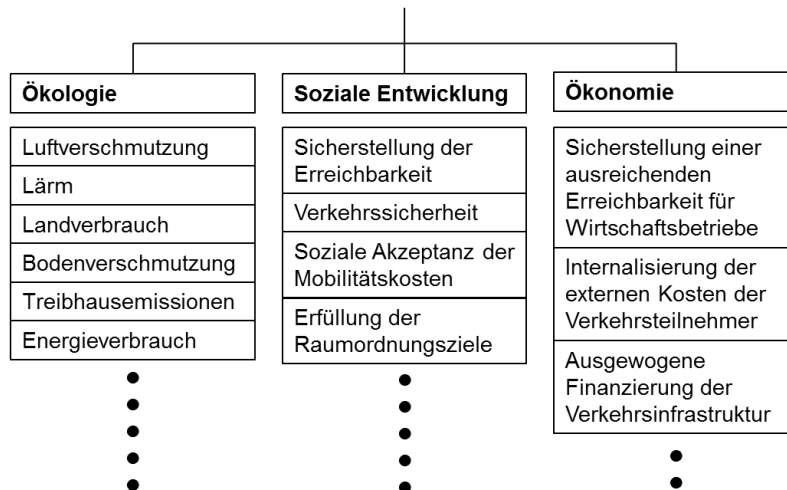 Ökologie
Luftverschmutzung
Lärm
Landverbrauch
Bodenverschmutzung
Treibhausemissionen
Energieverbrauch
Soziale Entwicklung
Sicherstellung der
Erreichbarkeit
Verkehrssicherheit
Soziale Akzeptanz der
Mobilitätskosten
Erfüllung der
Raumordnungsziele
Ökonomie
Sicherstellung einer
ausreichenden
Erreichbarkeit für
Wirtschaftsbetriebe
Internalisierung der
externen Kosten der
Verkehrsteilnehmer
Ausgewogene
Finanzierung der
Verkehrsinfrastruktur